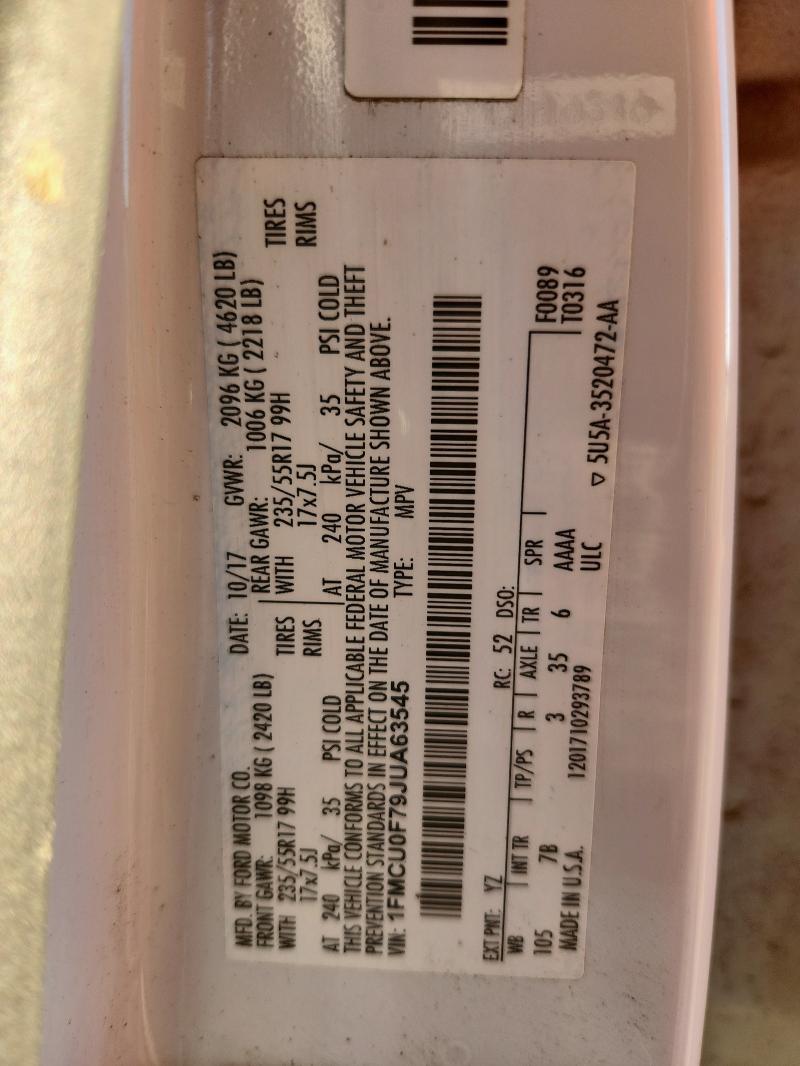 MFD. BY FORD MOTOR CO.
DATE: 10/17 GVWR: 2096 KG ( 4620 LB)
FRONT GAWR: 1098 KG ( 2420 LB) REAR GAWR: 1006 KG ( 2218 LB)
WITH 235/55R17 99H TIRES WITH 235/55R17 99H TIRES
17x7.5J RIMS 17x7.5J RIMS
AT 240 kPa/ 35 PSI COLD AT 240 kPa/ 35 PSI COLD
THIS VEHICLE CONFORMS TO ALL APPLICABLE FEDERAL MOTOR VEHICLE SAFETY AND THEFT
PREVENTION STANDARDS IN EFFECT ON THE DATE OF MANUFACTURE SHOWN ABOVE.
VIN: 1FMCU0F79JUA63545 TYPE: MPV
EXT PNT: YZ RC: 52 DSO:
WB INT TR TP/PS R AXLE TR SPR F0089
105 7B 3 35 6 AAAA T0316
MADE IN U.S.A. 1201710293789 ULC
▽ 5U5A-3520472-AA